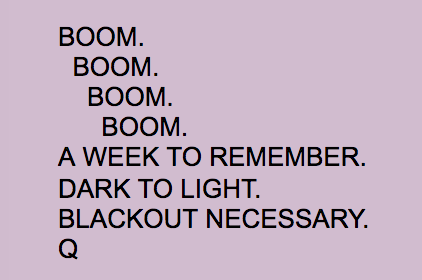 BOOM.
BOOM.
BOOM.
BOOM.
A WEEK TO REMEMBER.
DARK TO LIGHT.
BLACKOUT NECESSARY.
Q